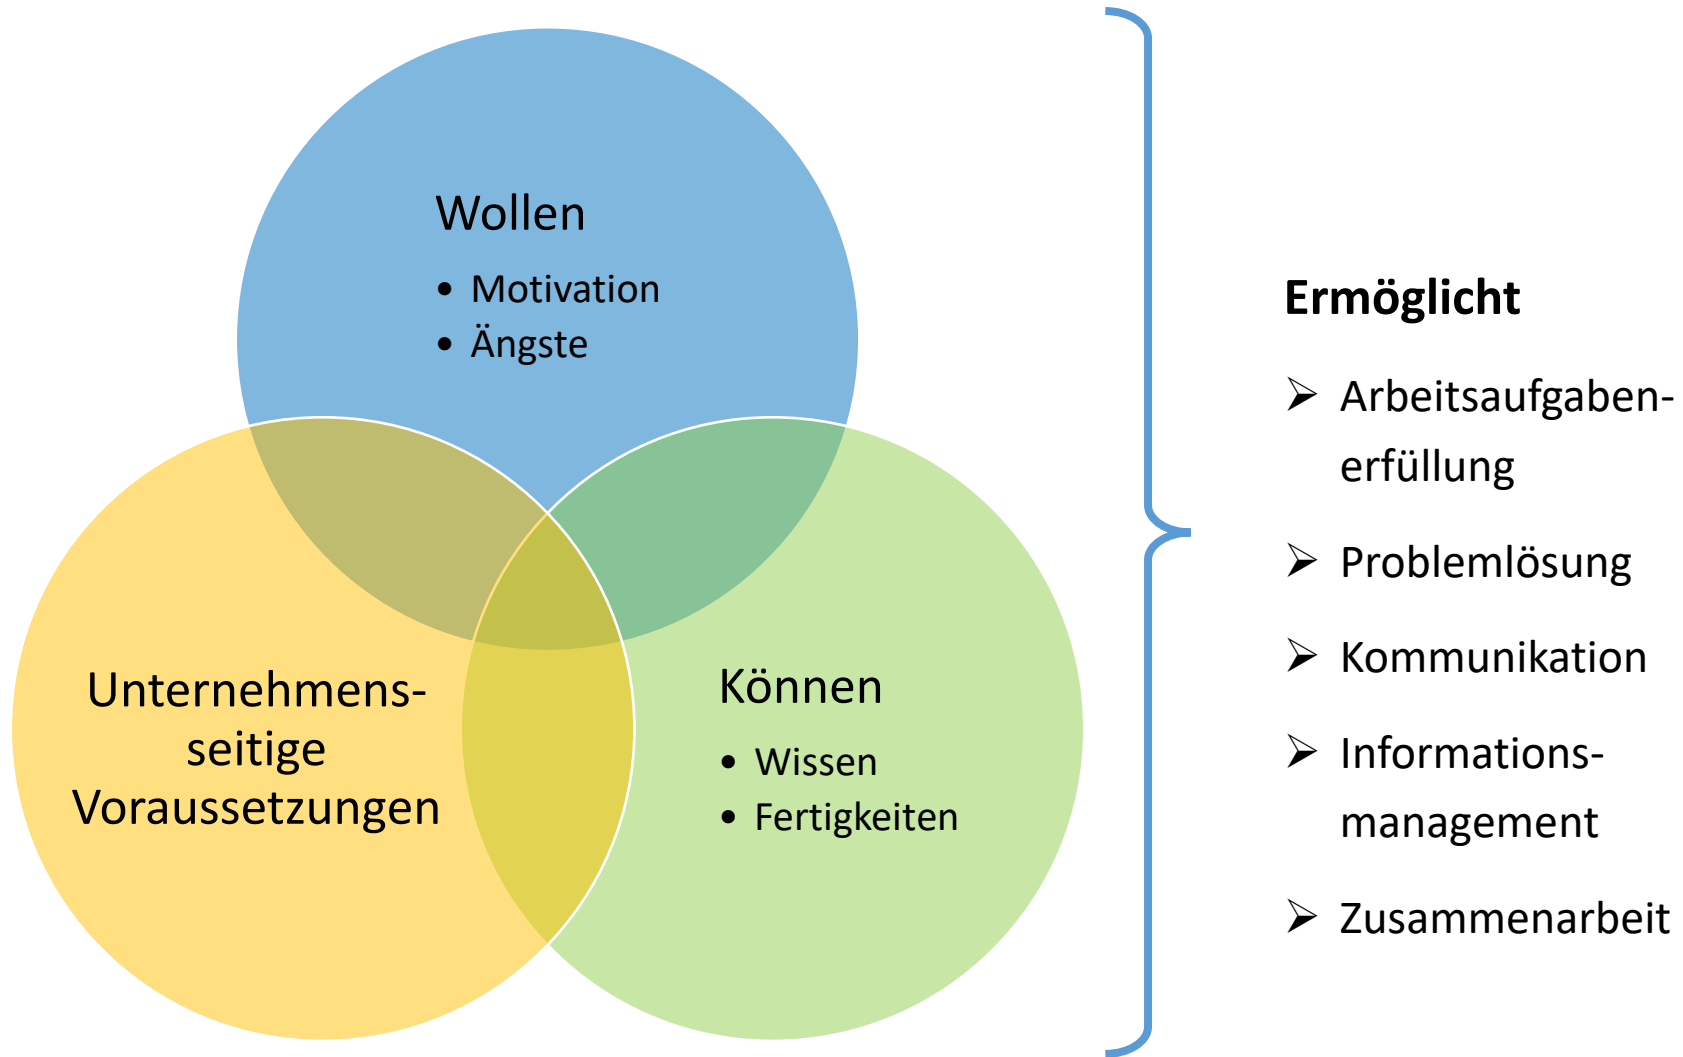 Wollen
• Motivation
• Ängste
Unternehmens-
seitige
Voraussetzungen
Können
• Wissen
• Fertigkeiten
Ermöglicht
➢ Arbeitsaufgaben-
erfüllung
➢ Problemlösung
➢ Kommunikation
➢ Informations-
management
➢ Zusammenarbeit